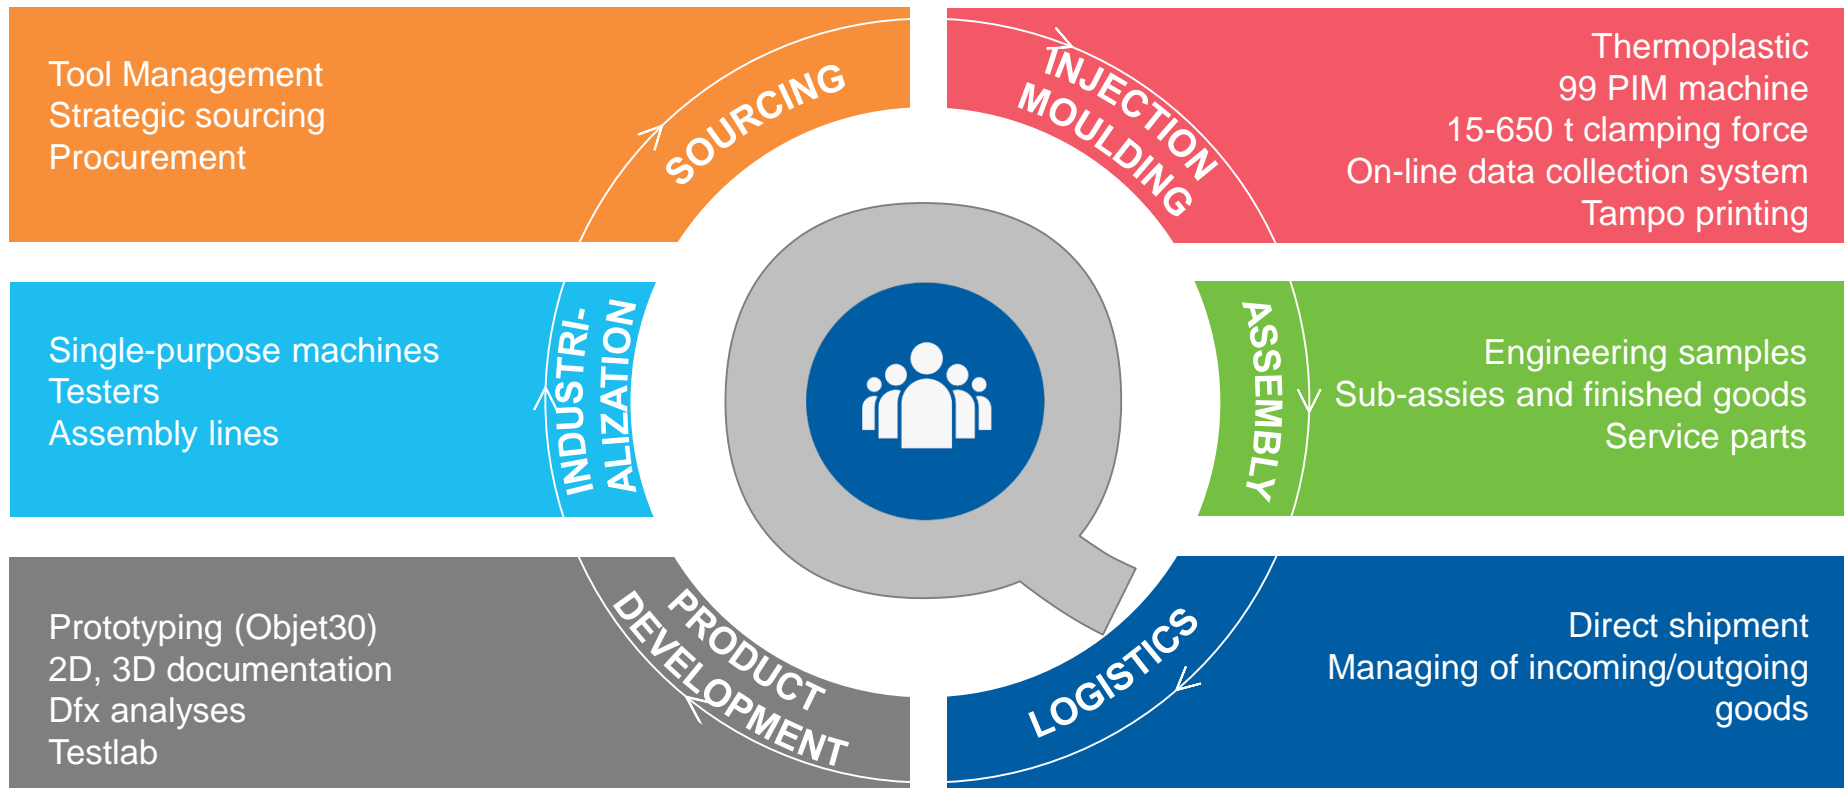 Tool Management
Strategic sourcing
Procurement
SOURCING
INJECTION
MOULDING
Thermoplastic
99 PIM machine
15-650 t clamping force
On-line data collection system
Tampo printing
Single-purpose machines
Testers
Assembly lines
INDUSTRI-
ALIZATION
ASSEMBLY
Engineering samples
Sub-assies and finished goods
Service parts
Prototyping (Objet30)
2D, 3D documentation
Dfx analyses
Testlab
PRODUCT
DEVELOPMENT
LOGISTICS
Direct shipment
Managing of incoming/outgoing
goods